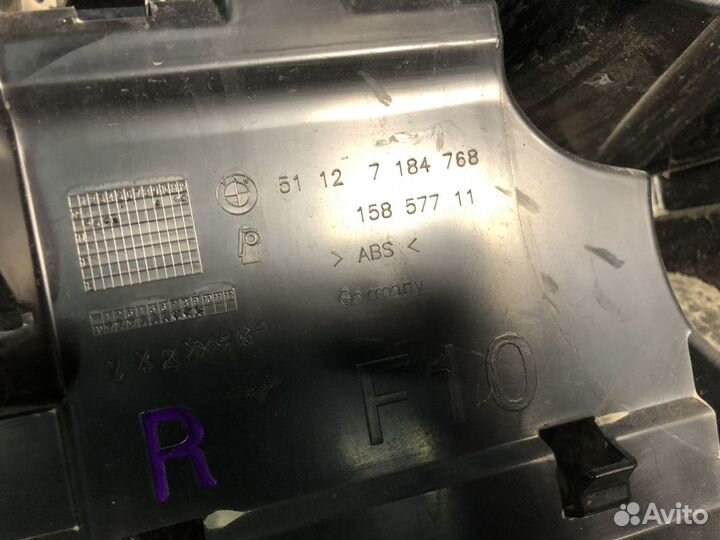 51 12 7 184 768
158 577 11
> ABS <
Germany
F10
R
Avito